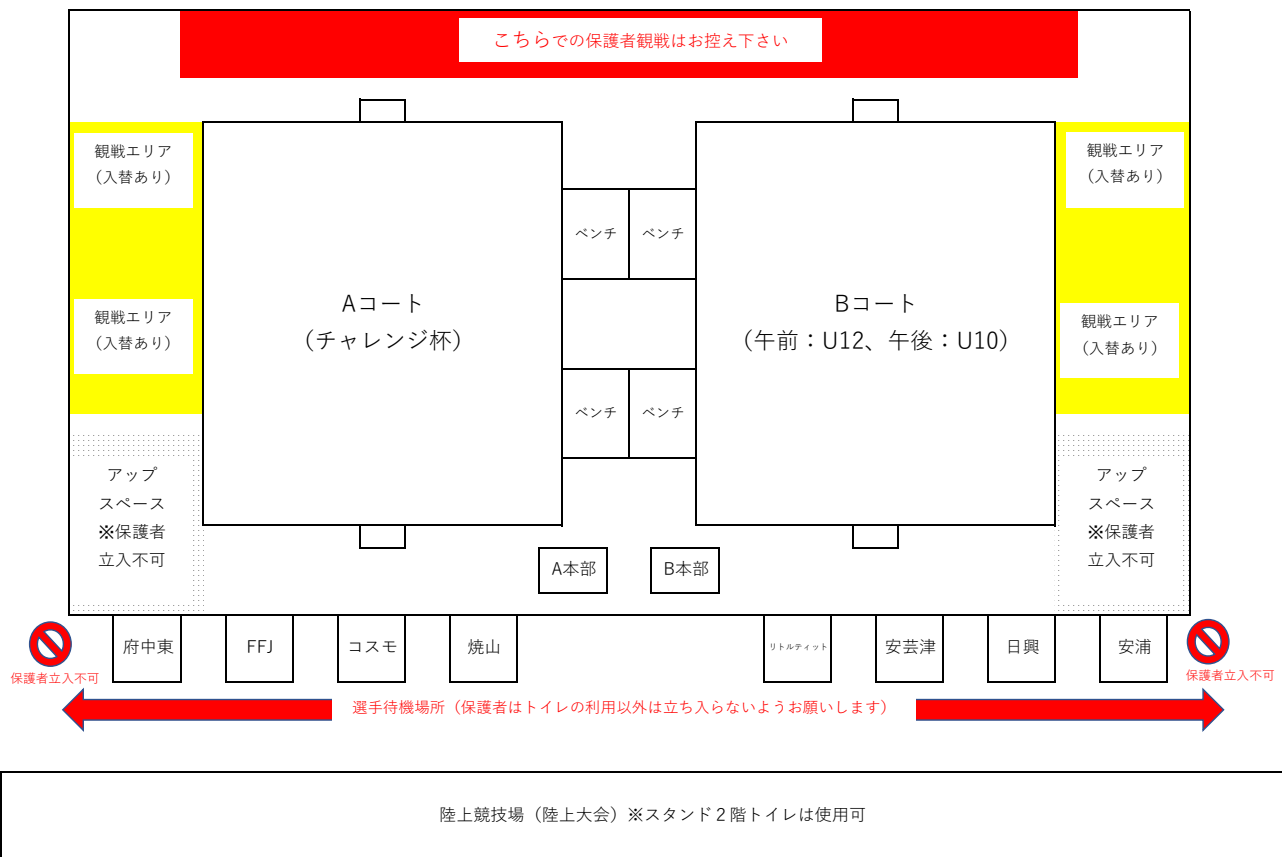 こちらでの保護者観戦はお控え下さい
観戦エリア
（入替あり）
観戦エリア
（入替あり）
ベンチ
ベンチ
Aコート
（チャレンジ杯）
Bコート
（午前：U12、午後：U10）
観戦エリア
（入替あり）
観戦エリア
（入替あり）
ベンチ
ベンチ
アップ
スペース
※保護者
立入不可
アップ
スペース
※保護者
立入不可
A本部
B本部
府中東
FFJ
コスモ
焼山
リトルティット
安芸津
日興
安浦
保護者立入不可
保護者立入不可
選手待機場所（保護者はトイレの利用以外は立ち入らないようお願いします）
陸上競技場（陸上大会）※スタンド２階トイレは使用可